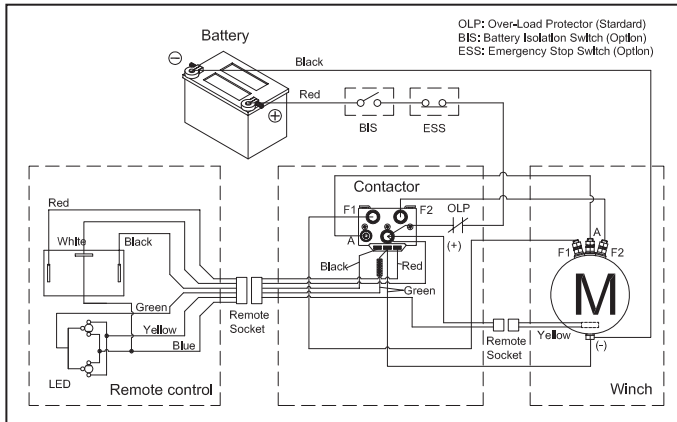 OLP: Over-Load Protector (Stardard)
BIS: Battery Isolation Switch (Option)
ESS: Emergency Stop Switch (Option)
Battery
Black
Red
BIS
ESS
Contactor
F1
F2
OLP
A
(+)
Black
Red
Green
Red
White
Black
Green
Yellow
Blue
LED
Remote control
Remote
Socket
Remote
Socket
A
F1
F2
M
Yellow
(-)
Winch